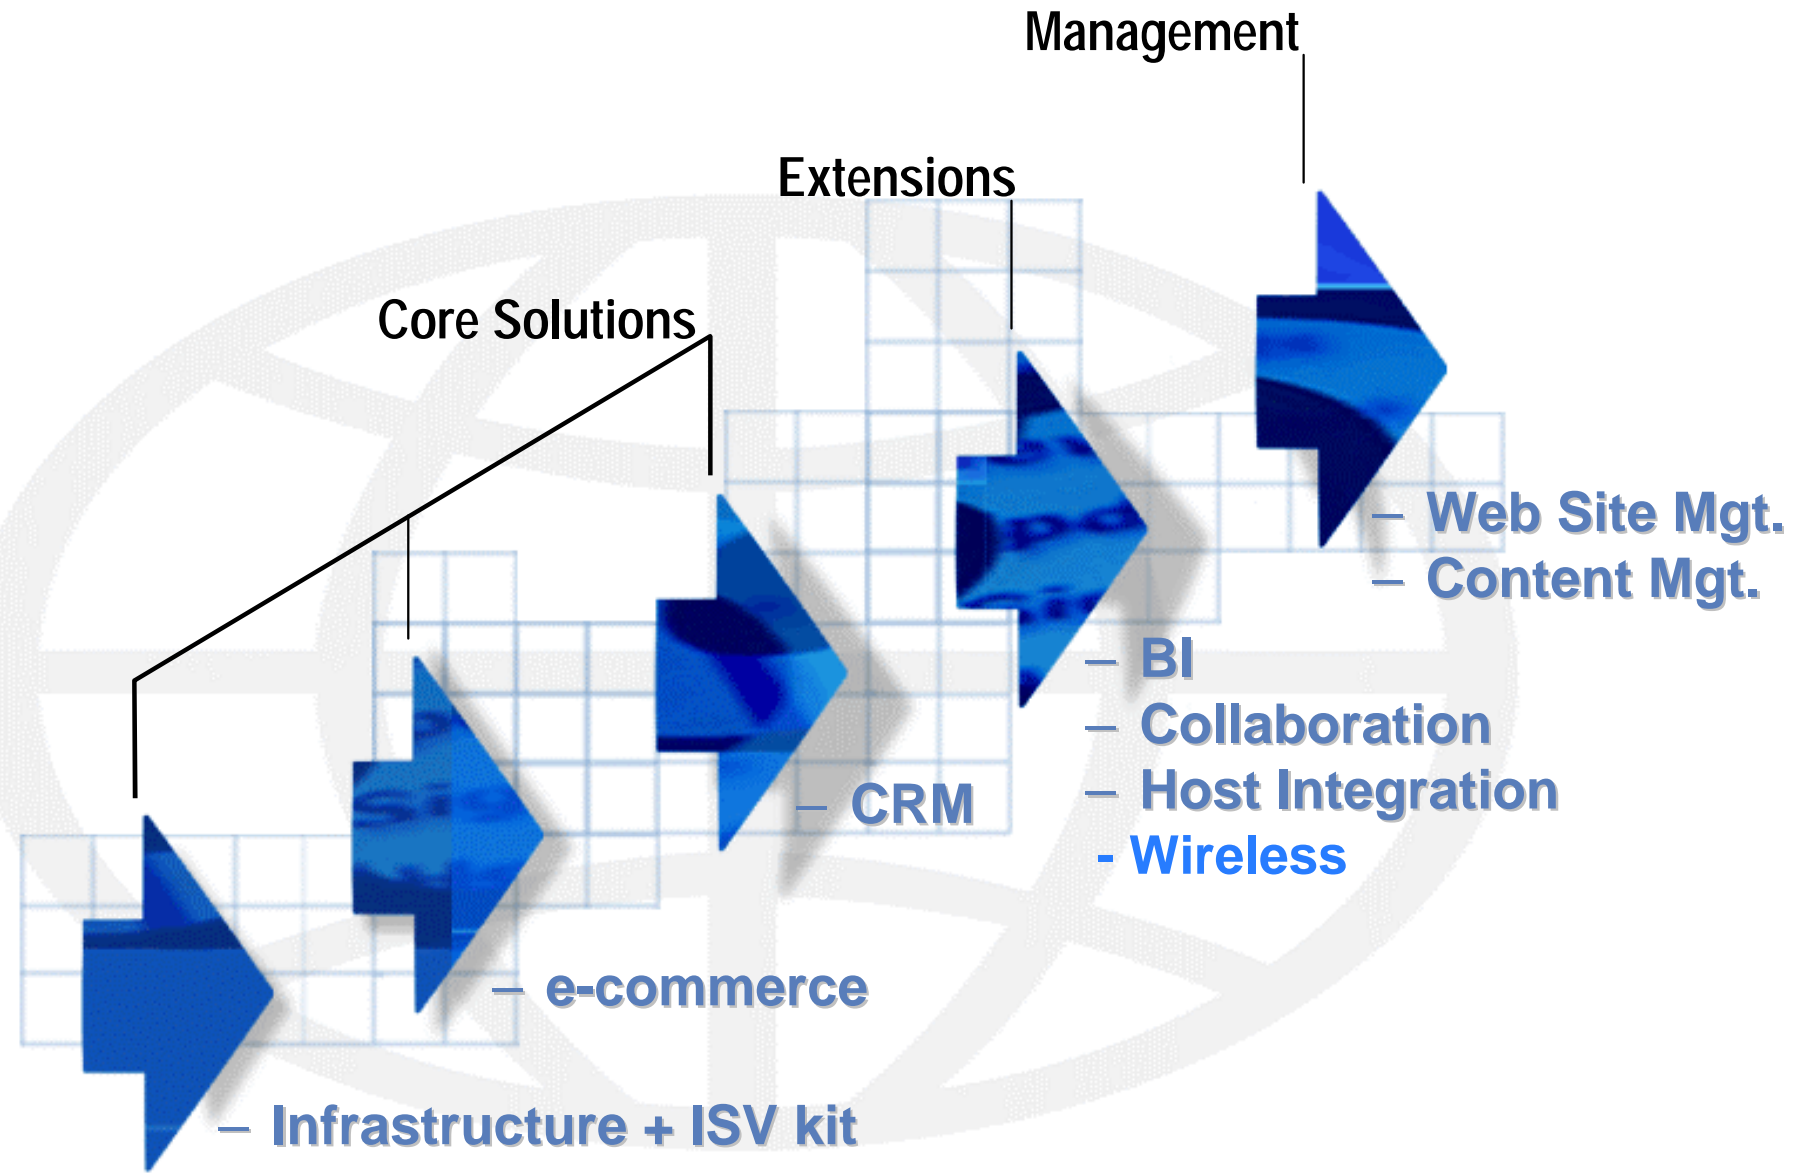 Management
Extensions
Core Solutions
– Web Site Mgt.
– Content Mgt.
– BI
– Collaboration
– Host Integration
- Wireless
– CRM
– e-commerce
– Infrastructure + ISV kit